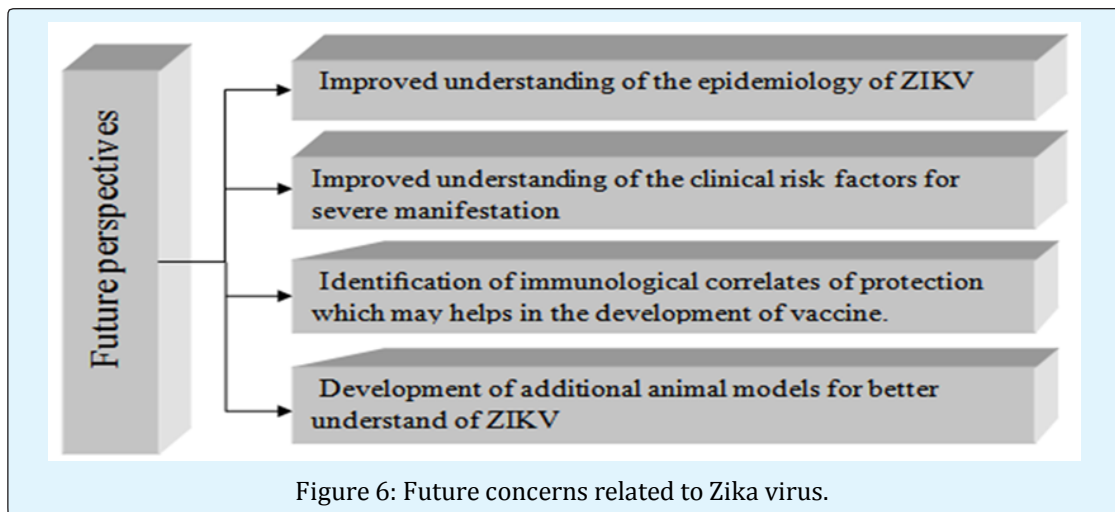 Future perspectives
Improved understanding of the epidemiology of ZIKV
Improved understanding of the clinical risk factors for
severe manifestation
Identification of immunological correlates of protection
which may helps in the development of vaccine.
Development of additional animal models for better
understand of ZIKV
Figure 6: Future concerns related to Zika virus.